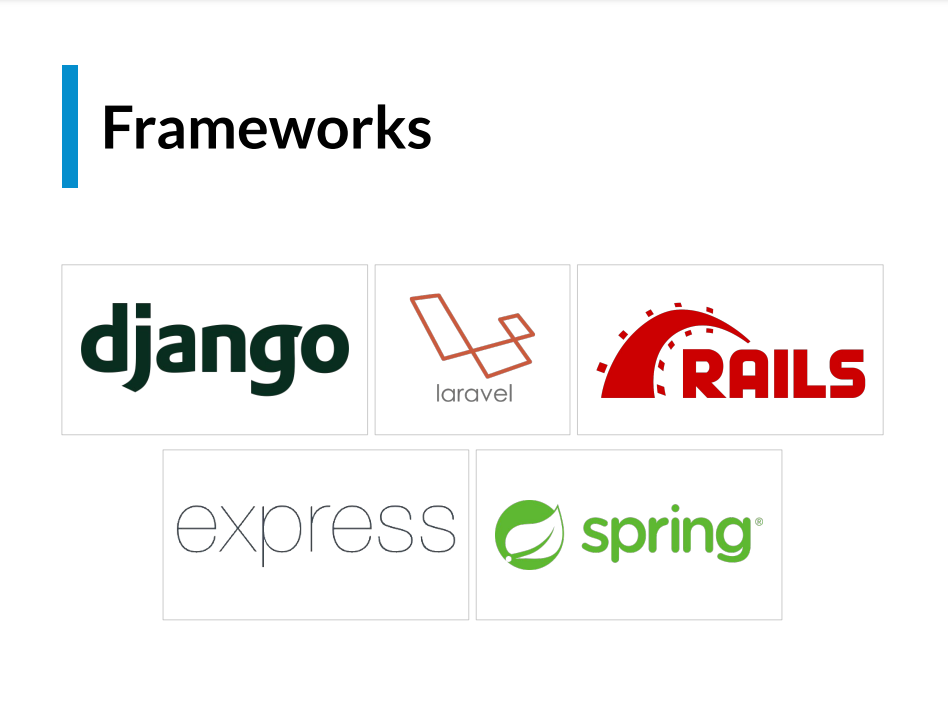 Frameworks
django
laravel
RAILS
express
spring®